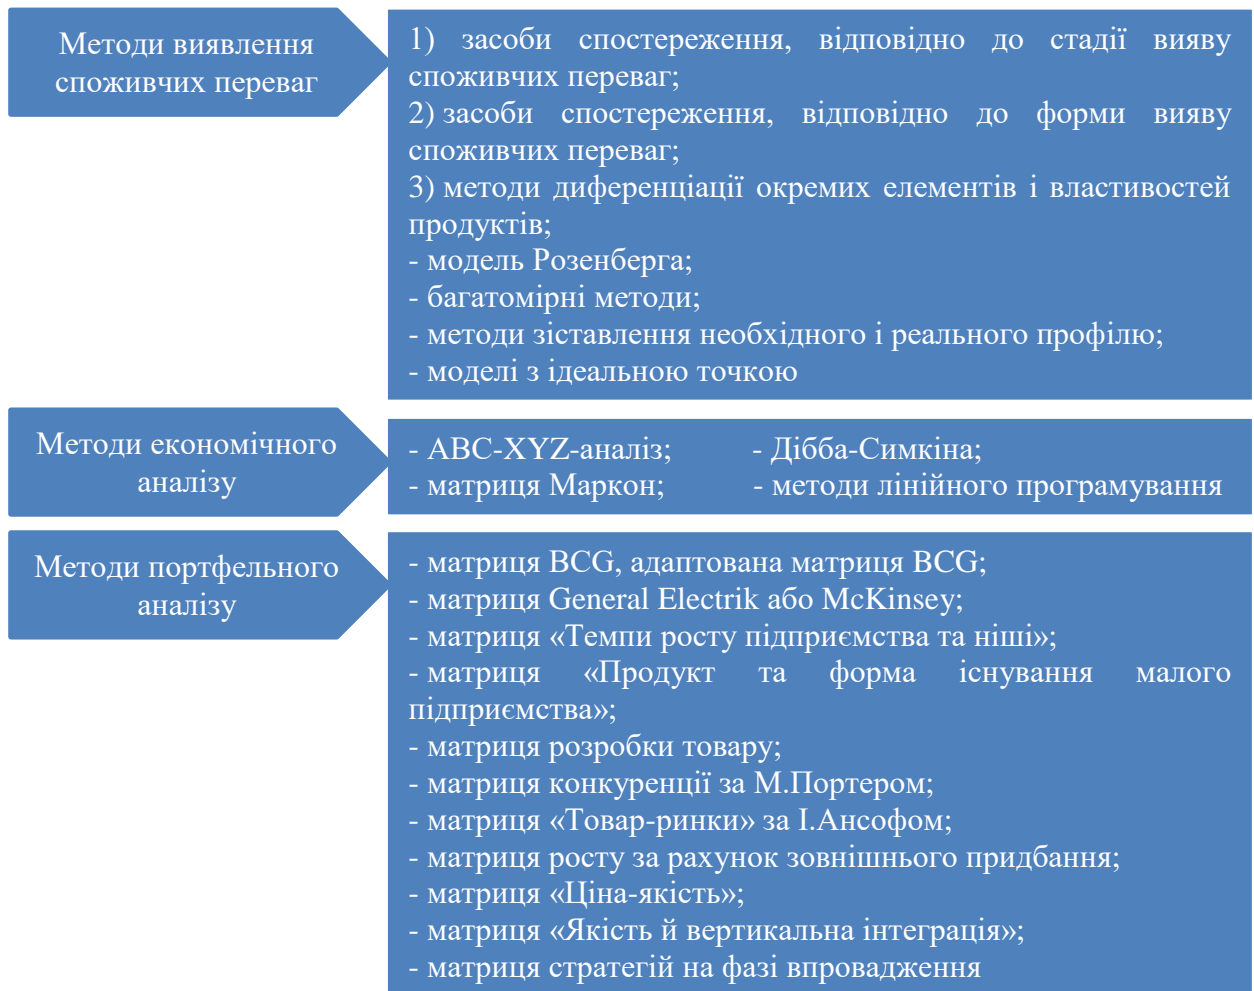 Методи виявлення
споживчих переваг
1) засоби спостереження, відповідно до стадії вияву
споживчих переваг;
2) засоби спостереження, відповідно до форми вияву
споживчих переваг;
3) методи диференціації окремих елементів і властивостей
продуктів;
- модель Розенберга;
- багатомірні методи;
- методи зіставлення необхідного і реального профілю;
- моделі з ідеальною точкою
Методи економічного
аналізу
- ABC-XYZ-аналіз; - Дібба-Симкіна;
- матриця Маркон; - методи лінійного програмування
Методи портфельного
аналізу
- матриця BCG, адаптована матриця BCG;
- матриця General Electrik або McKinsey;
- матриця «Темпи росту підприємства та ніші»;
- матриця «Продукт та форма існування малого
підприємства»;
- матриця розробки товару;
- матриця конкуренції за М.Портером;
- матриця «Товар-ринки» за І.Ансофом;
- матриця росту за рахунок зовнішнього придбання;
- матриця «Ціна-якість»;
- матриця «Якість й вертикальна інтеграція»;
- матриця стратегій на фазі впровадження